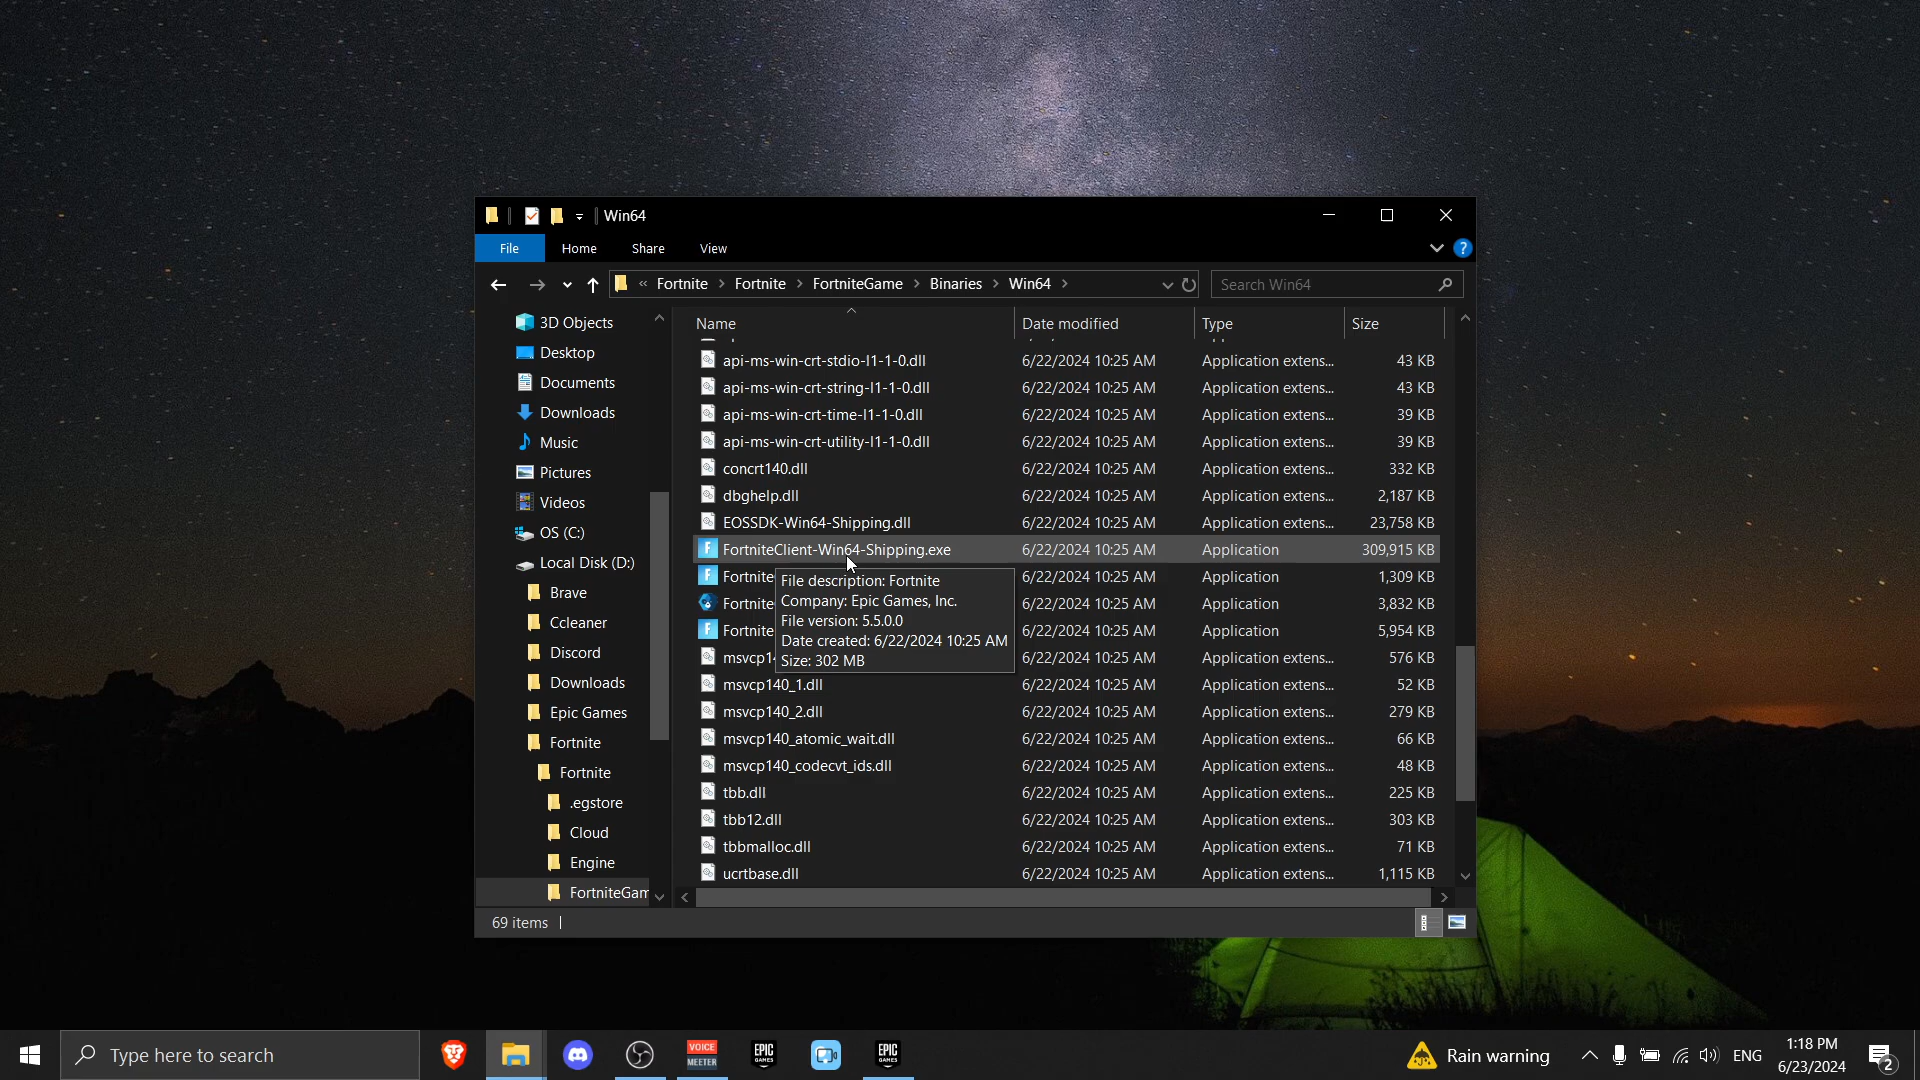 Win64
File Home Share View ?
« Fortnite > Fortnite > FortniteGame > Binaries > Win64 > Search Win64
3D Objects
Desktop
Documents
Downloads
Music
Pictures
Videos
OS (C:)
Local Disk (D:)
Brave
Ccleaner
Discord
Downloads
Epic Games
Fortnite
Fortnite
.egstore
Cloud
Engine
FortniteGam
Name Date modified Type Size
api-ms-win-crt-stdio-l1-1-0.dll 6/22/2024 10:25 AM Application extens... 43 KB
api-ms-win-crt-string-l1-1-0.dll 6/22/2024 10:25 AM Application extens... 43 KB
api-ms-win-crt-time-l1-1-0.dll 6/22/2024 10:25 AM Application extens... 39 KB
api-ms-win-crt-utility-l1-1-0.dll 6/22/2024 10:25 AM Application extens... 39 KB
concrt140.dll 6/22/2024 10:25 AM Application extens... 332 KB
dbghelp.dll 6/22/2024 10:25 AM Application extens... 2,187 KB
EOSSDK-Win64-Shipping.dll 6/22/2024 10:25 AM Application extens... 23,758 KB
FortniteClient-Win64-Shipping.exe 6/22/2024 10:25 AM Application 309,915 KB
Fortnite 6/22/2024 10:25 AM Application 1,309 KB
Fortnite 6/22/2024 10:25 AM Application 3,832 KB
Fortnite 6/22/2024 10:25 AM Application 5,954 KB
msvcp1 6/22/2024 10:25 AM Application extens... 576 KB
msvcp140_1.dll 6/22/2024 10:25 AM Application extens... 52 KB
msvcp140_2.dll 6/22/2024 10:25 AM Application extens... 279 KB
msvcp140_atomic_wait.dll 6/22/2024 10:25 AM Application extens... 66 KB
msvcp140_codecvt_ids.dll 6/22/2024 10:25 AM Application extens... 48 KB
tbb.dll 6/22/2024 10:25 AM Application extens... 225 KB
tbb12.dll 6/22/2024 10:25 AM Application extens... 303 KB
tbbmalloc.dll 6/22/2024 10:25 AM Application extens... 71 KB
ucrtbase.dll 6/22/2024 10:25 AM Application extens... 1,115 KB
File description: Fortnite
Company: Epic Games, Inc.
File version: 5.5.0.0
Date created: 6/22/2024 10:25 AM
Size: 302 MB
69 items
Type here to search
VOICE
MEETER
EPIC
GAMES
EPIC
GAMES
Rain warning
ENG
1:18 PM
6/23/2024
2